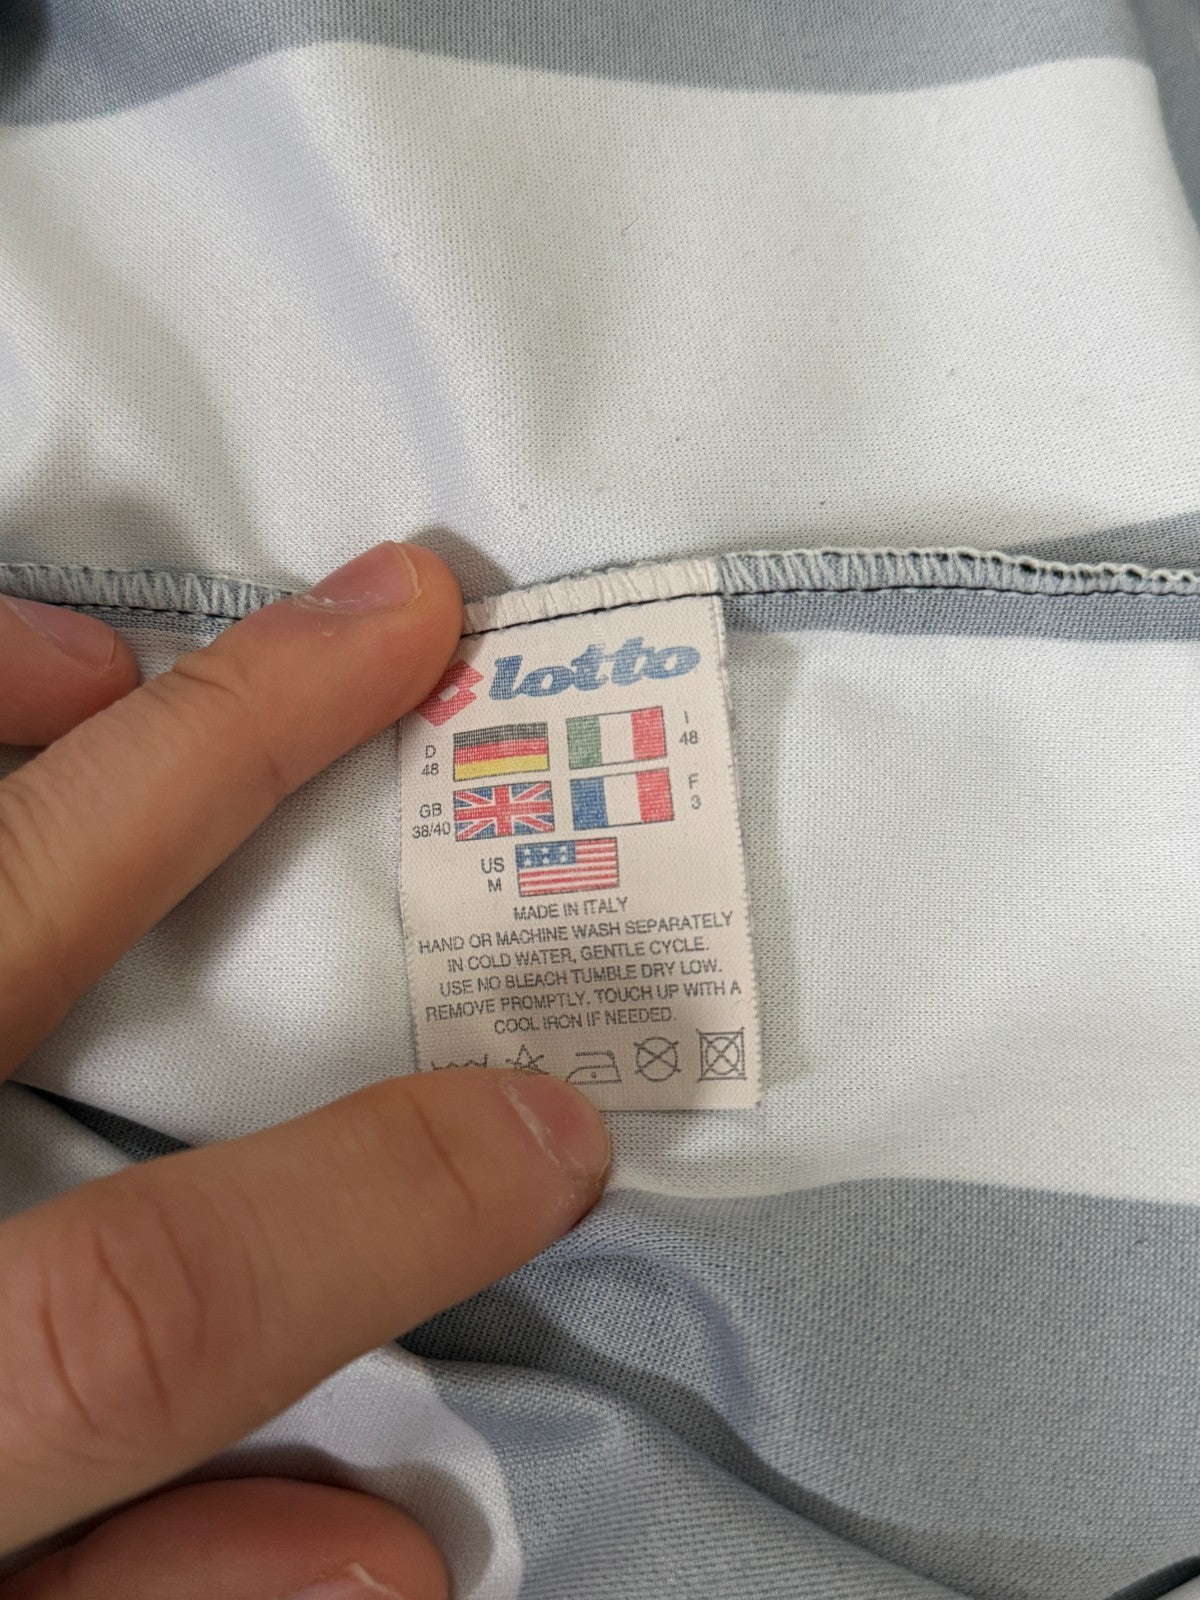 lotto
D
48
I
48
GB
38/40
F
3
US
M
MADE IN ITALY
HAND OR MACHINE WASH SEPARATELY
IN COLD WATER, GENTLE CYCLE.
USE NO BLEACH TUMBLE DRY LOW.
REMOVE PROMPTLY. TOUCH UP WITH A
COOL IRON IF NEEDED.